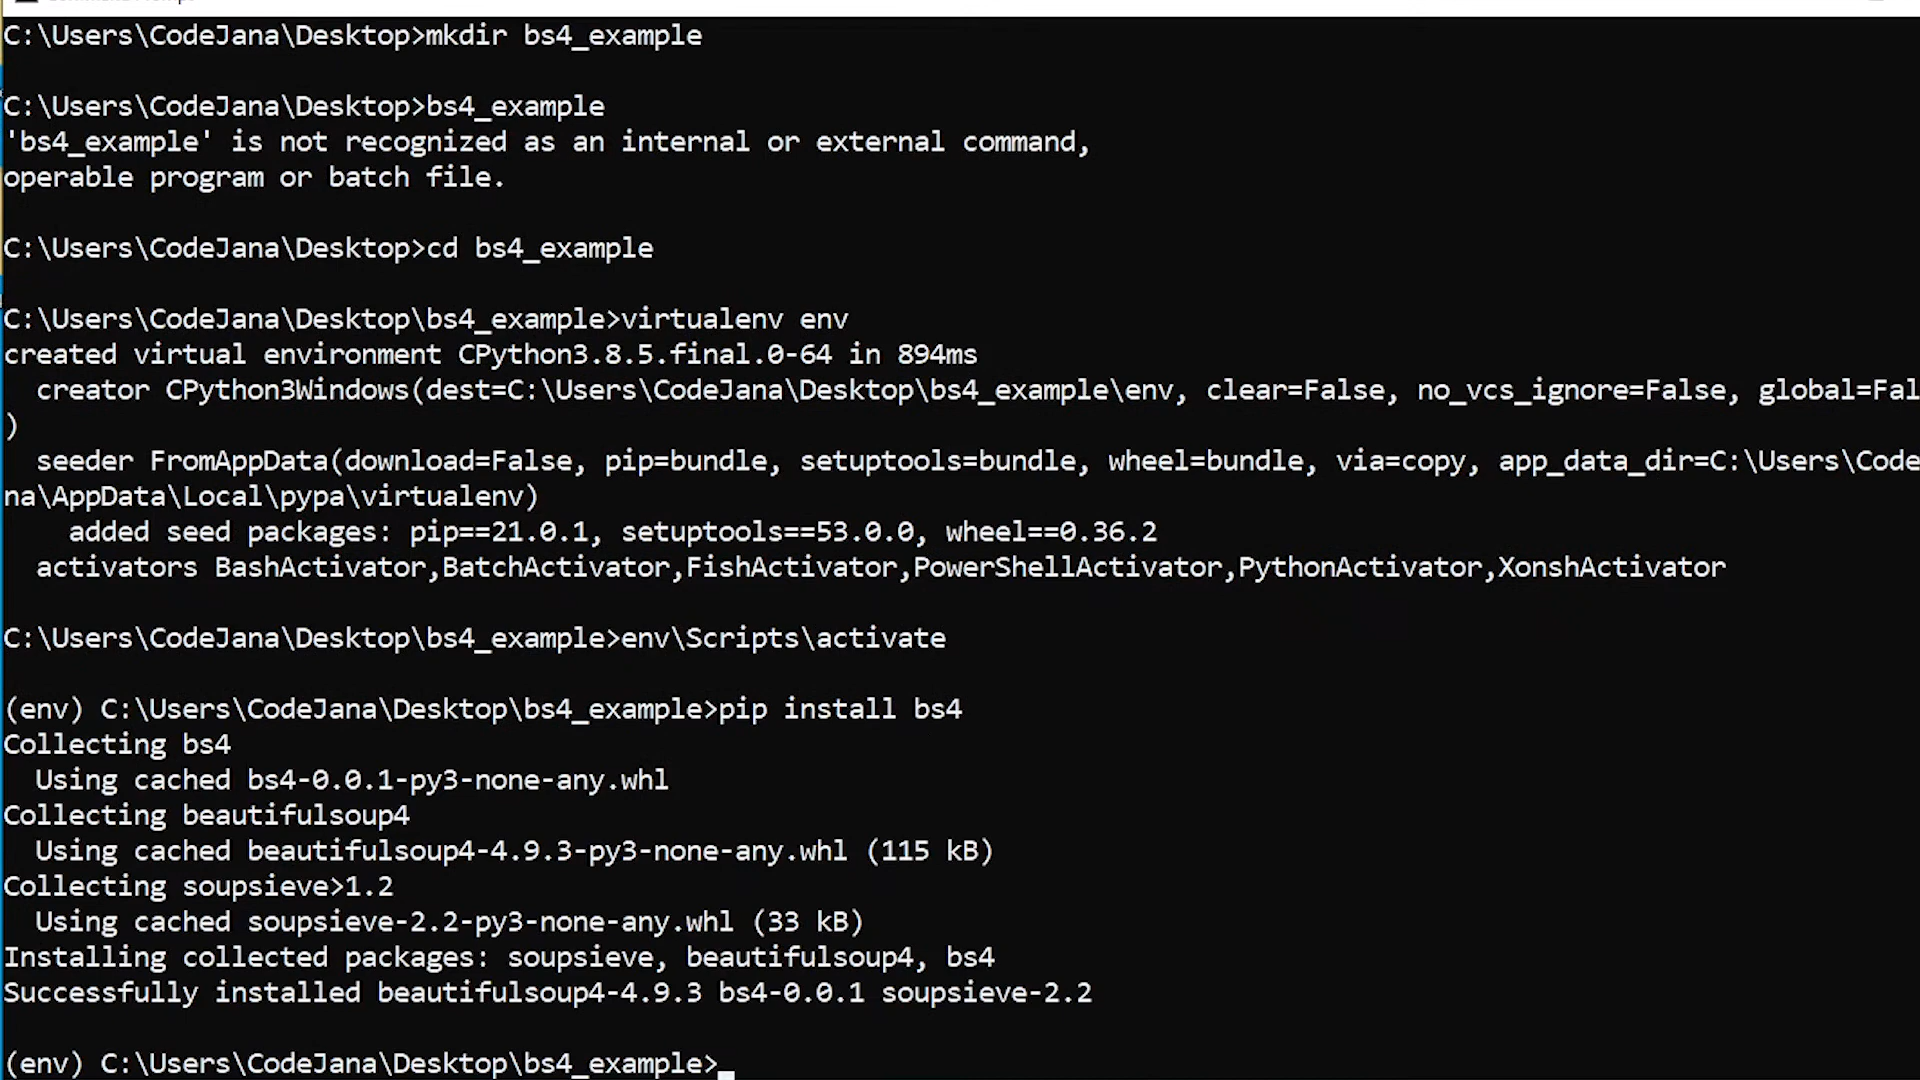 C:\Users\CodeJana\Desktop>mkdir bs4_example
C:\Users\CodeJana\Desktop>bs4_example
'bs4_example' is not recognized as an internal or external command,
operable program or batch file.
C:\Users\CodeJana\Desktop>cd bs4_example
C:\Users\CodeJana\Desktop\bs4_example>virtualenv env
created virtual environment CPython3.8.5.final.0-64 in 894ms
  creator CPython3Windows(dest=C:\Users\CodeJana\Desktop\bs4_example\env, clear=False, no_vcs_ignore=False, global=Fal
)
  seeder FromAppData(download=False, pip=bundle, setuptools=bundle, wheel=bundle, via=copy, app_data_dir=C:\Users\Code
na\AppData\Local\pypa\virtualenv)
    added seed packages: pip==21.0.1, setuptools==53.0.0, wheel==0.36.2
  activators BashActivator,BatchActivator,FishActivator,PowerShellActivator,PythonActivator,XonshActivator
C:\Users\CodeJana\Desktop\bs4_example>env\Scripts\activate
(env) C:\Users\CodeJana\Desktop\bs4_example>pip install bs4
Collecting bs4
  Using cached bs4-0.0.1-py3-none-any.whl
Collecting beautifulsoup4
  Using cached beautifulsoup4-4.9.3-py3-none-any.whl (115 kB)
Collecting soupsieve>1.2
  Using cached soupsieve-2.2-py3-none-any.whl (33 kB)
Installing collected packages: soupsieve, beautifulsoup4, bs4
Successfully installed beautifulsoup4-4.9.3 bs4-0.0.1 soupsieve-2.2
(env) C:\Users\CodeJana\Desktop\bs4_example>